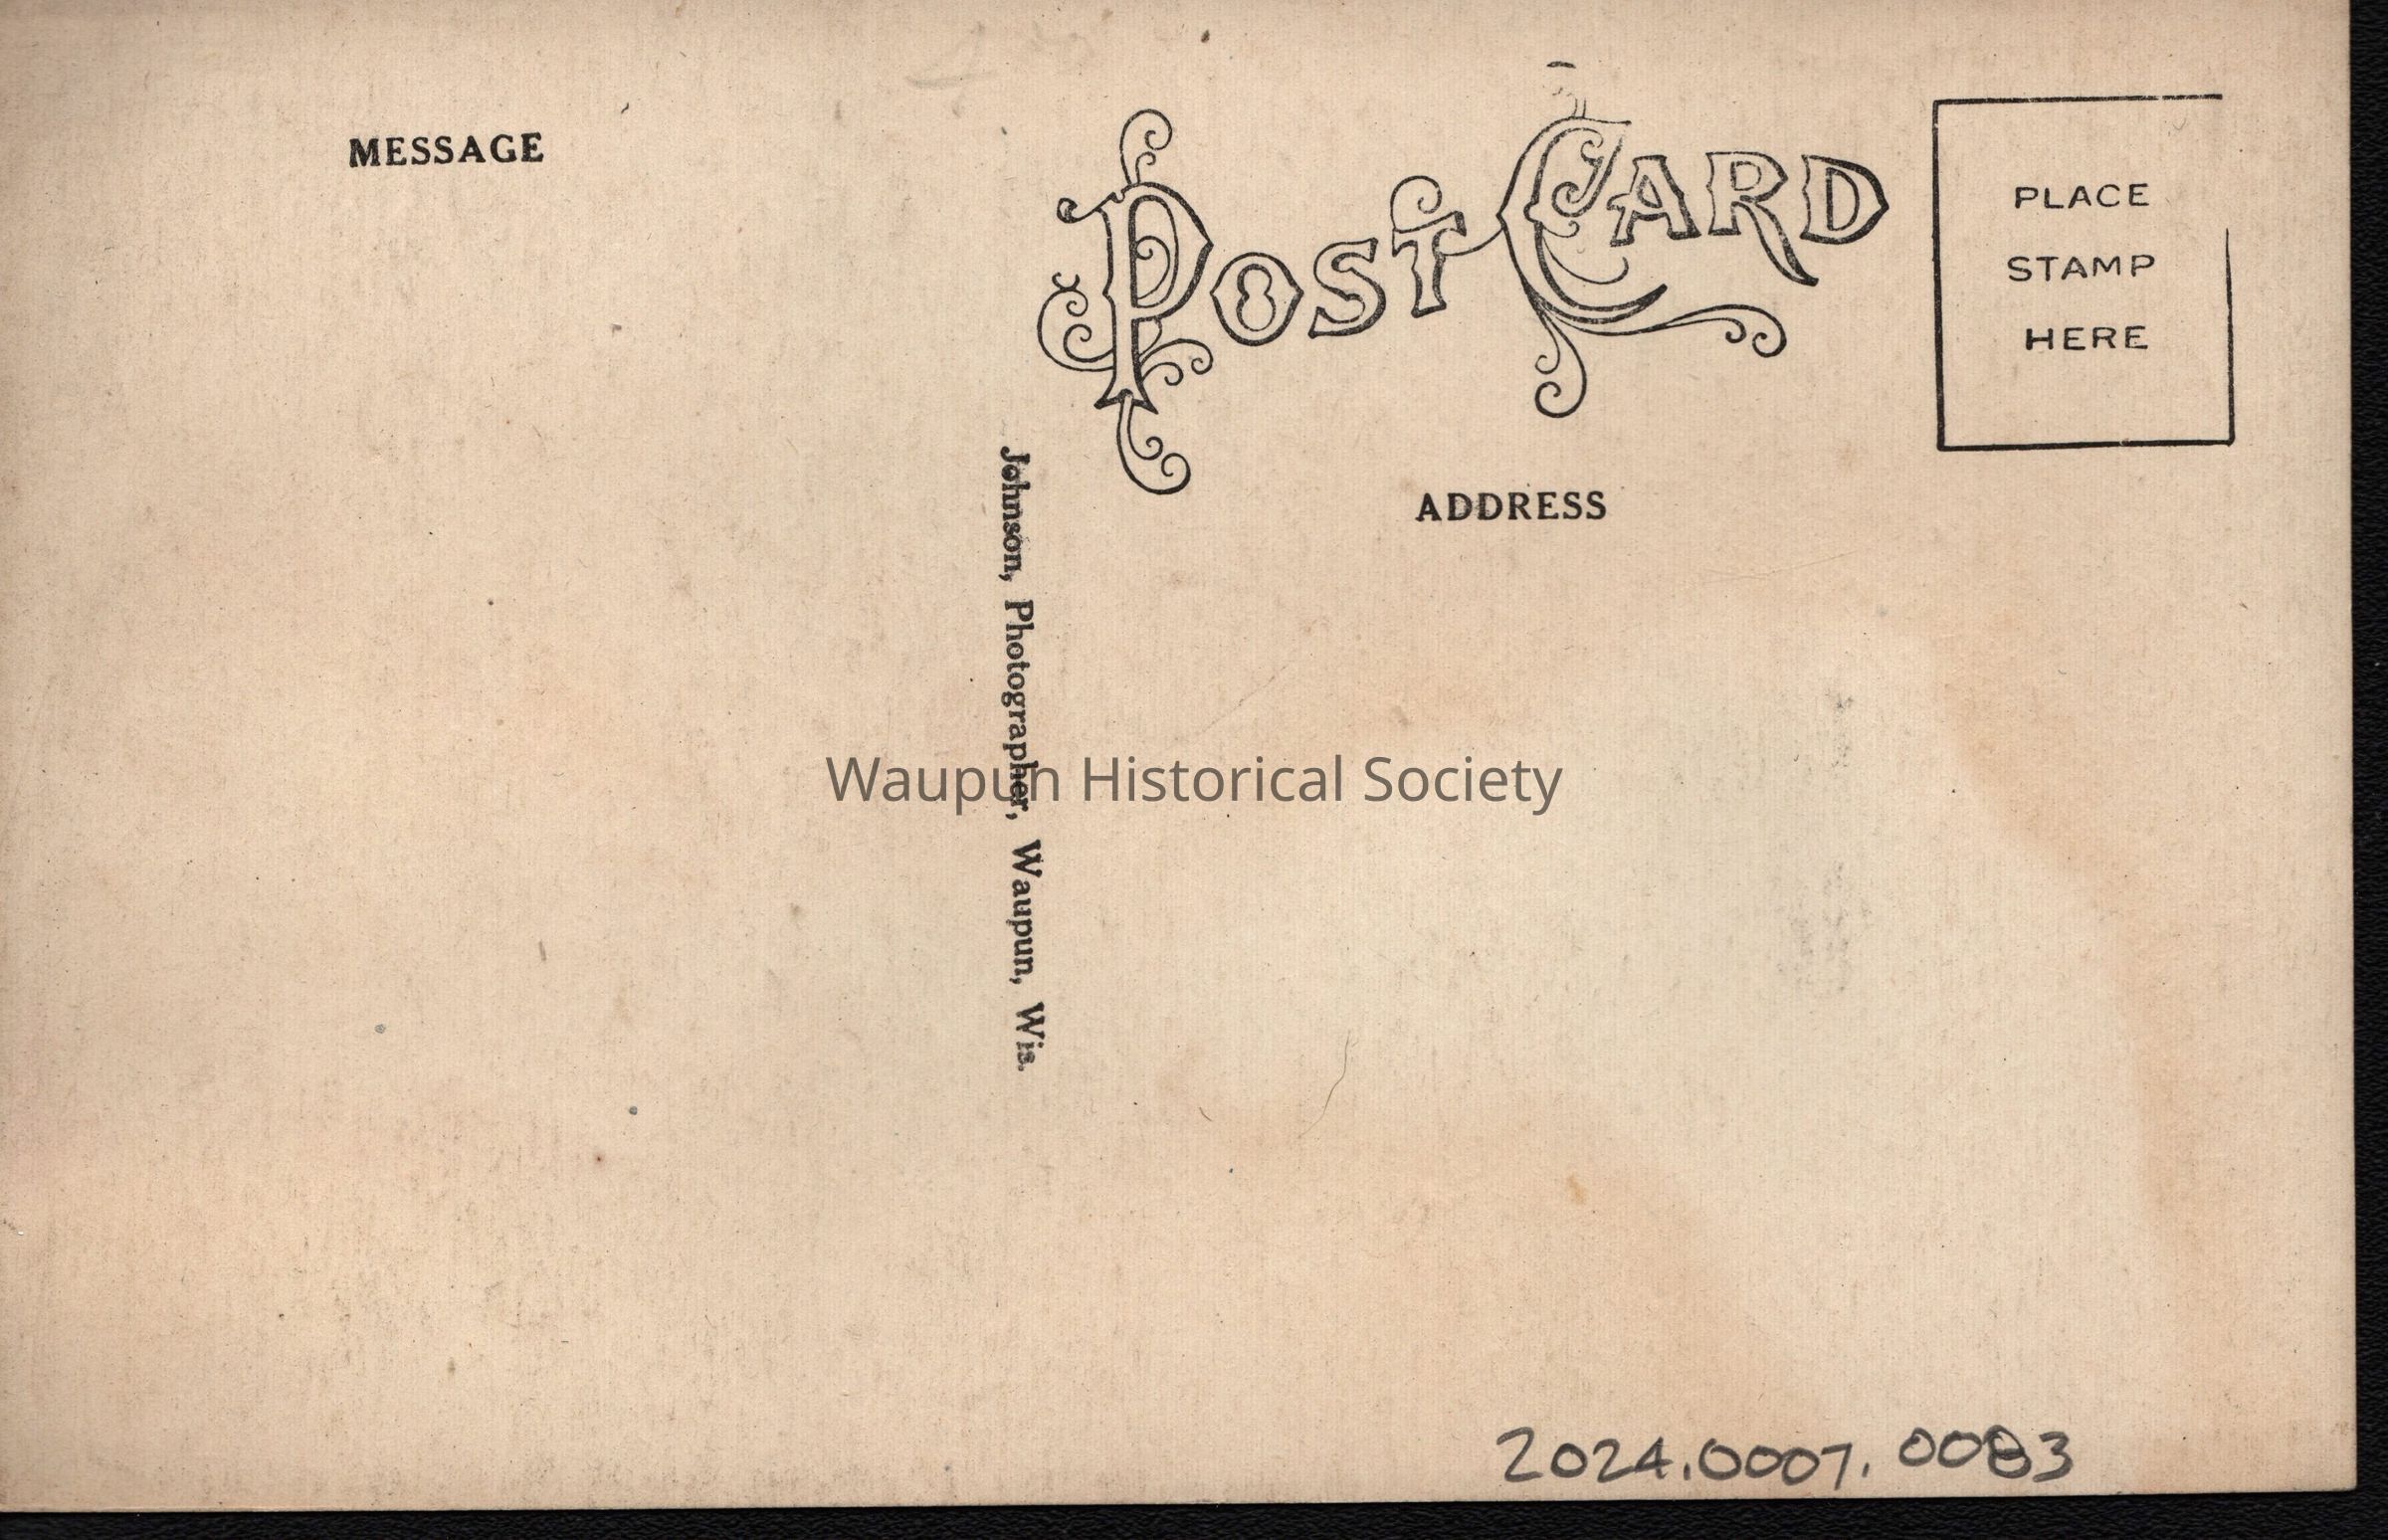 MESSAGE
POST CARD
PLACE
STAMP
HERE
ADDRESS
Johnson, Photographer, Waupun, Wis.
Waupun Historical Society
2024.0007.0083